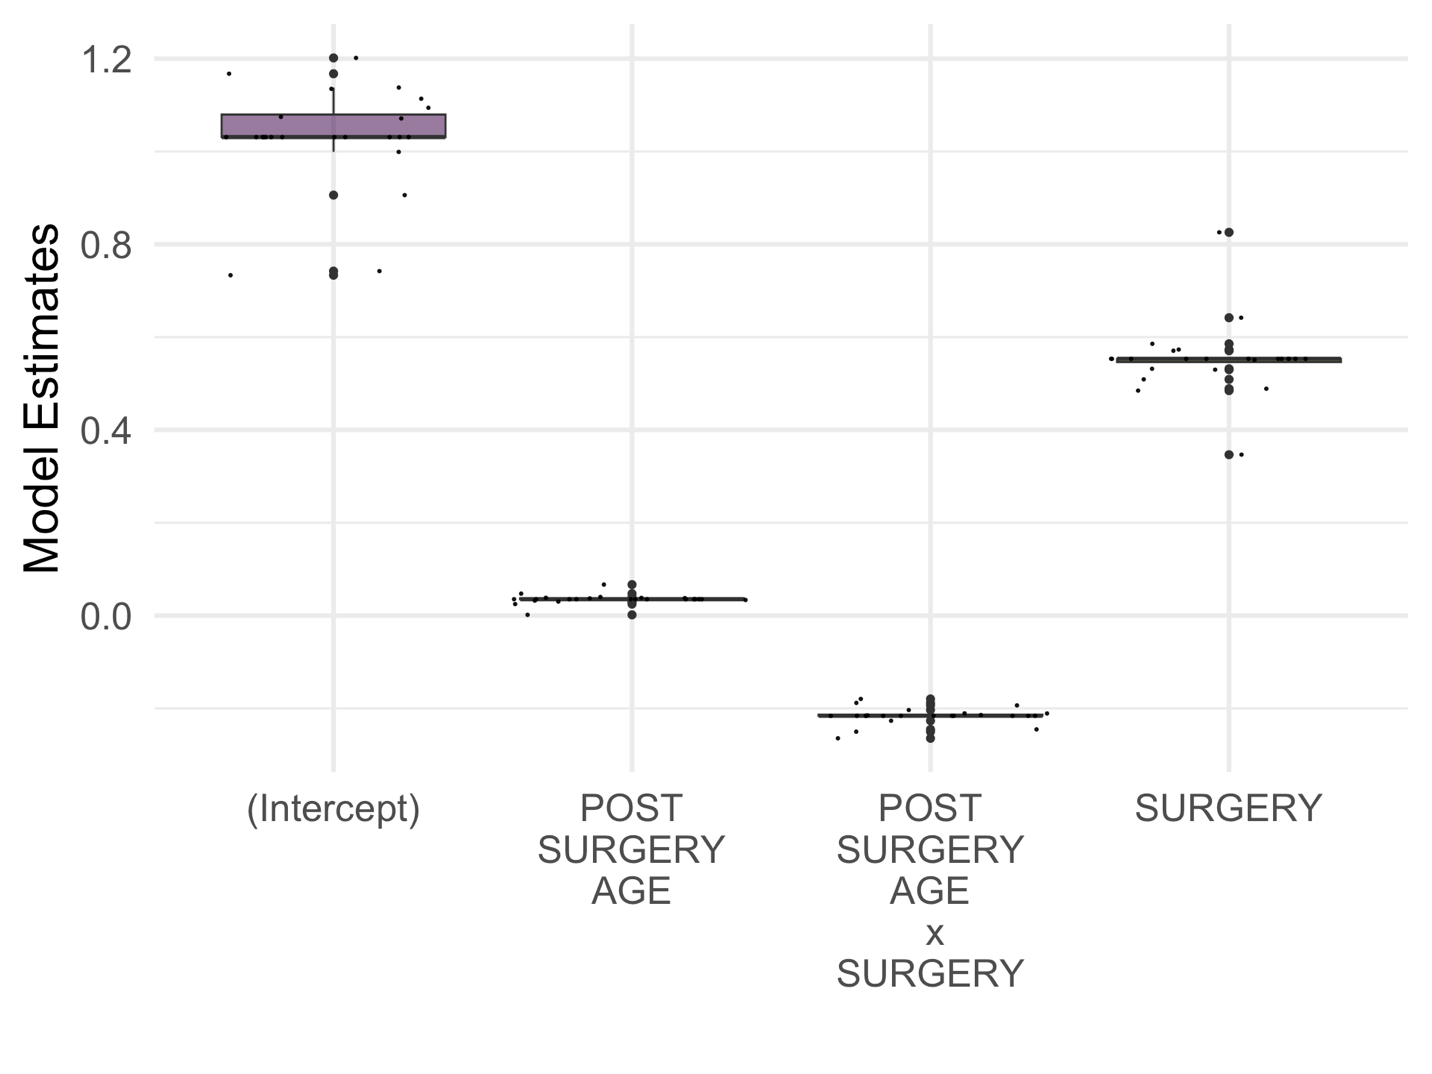 Model Estimates
1.2
0.8
0.4
0.0
(Intercept)
POST
SURGERY
AGE
POST
SURGERY
AGE
x
SURGERY
SURGERY